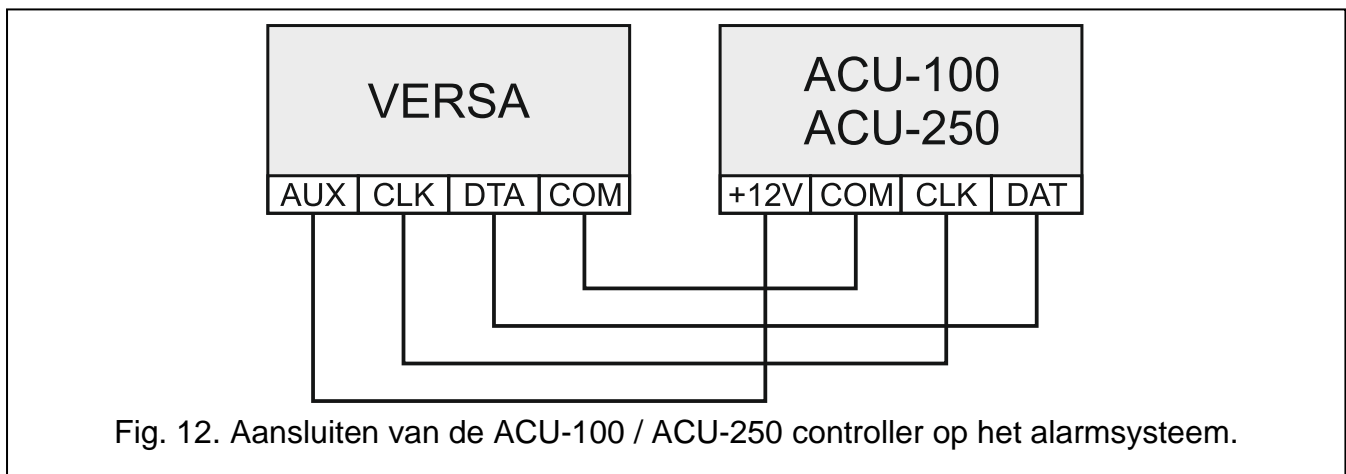 VERSA
AUX CLK DTA COM
ACU-100
ACU-250
+12V COM CLK DAT
Fig. 12. Aansluiten van de ACU-100 / ACU-250 controller op het alarmsysteem.